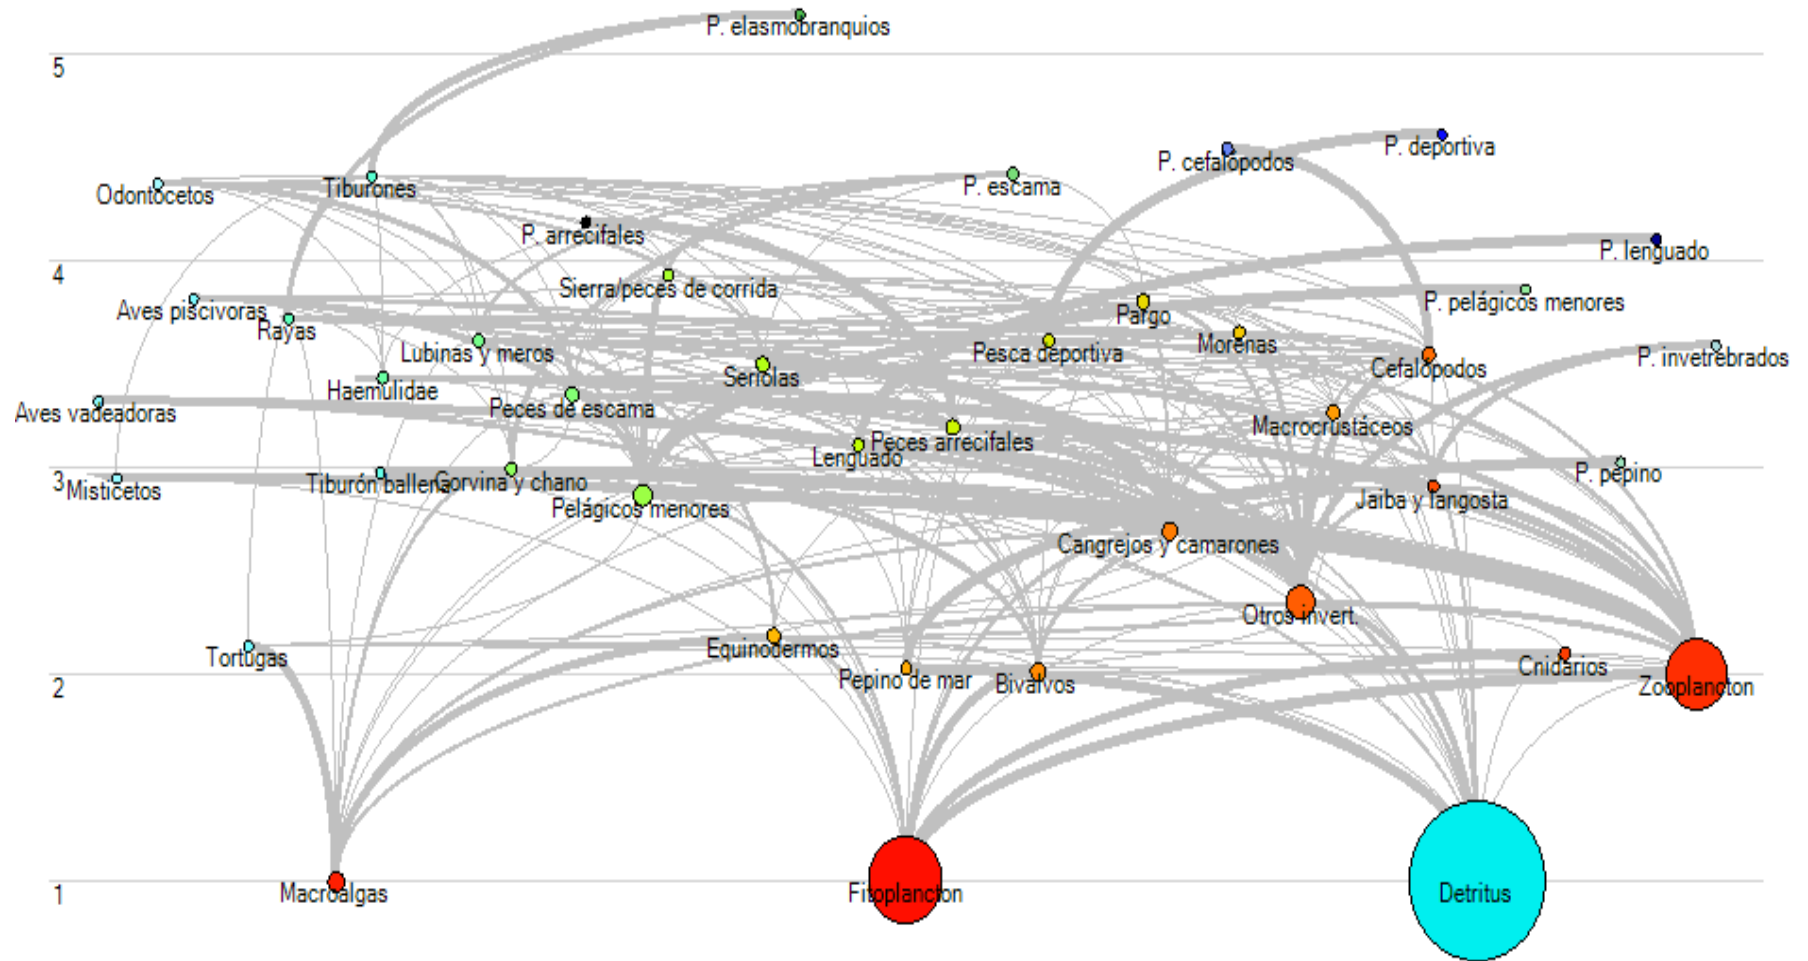 P. elasmobranquios
5
P. deportiva
P. cefalópodos
P. escama
Tiburones
Odontocetos
P. arrecifales
P. lenguado
4
Sierra/peces de corrida
P. pelágicos menores
Aves piscivoras
Pargo
Rayas
Morenas
Lubinas y meros
Pesca deportiva
P. invetrebrados
Cefalópodos
Seriolas
Haemulidae
Peces de escama
Aves vadeadoras
Macrocrustáceos
Peces arrecifales
Lenguado
P. pepino
3
Misticetos
Tiburón ballena
Corvina y chano
Jaiba y langosta
Pelágicos menores
Cangrejos y camarones
Otros invert.
Equinodermos
Tortugas
Cnidarios
Pepino de mar
Bivalvos
Zooplancton
2
1
Macroalgas
Fitoplancton
Detritus